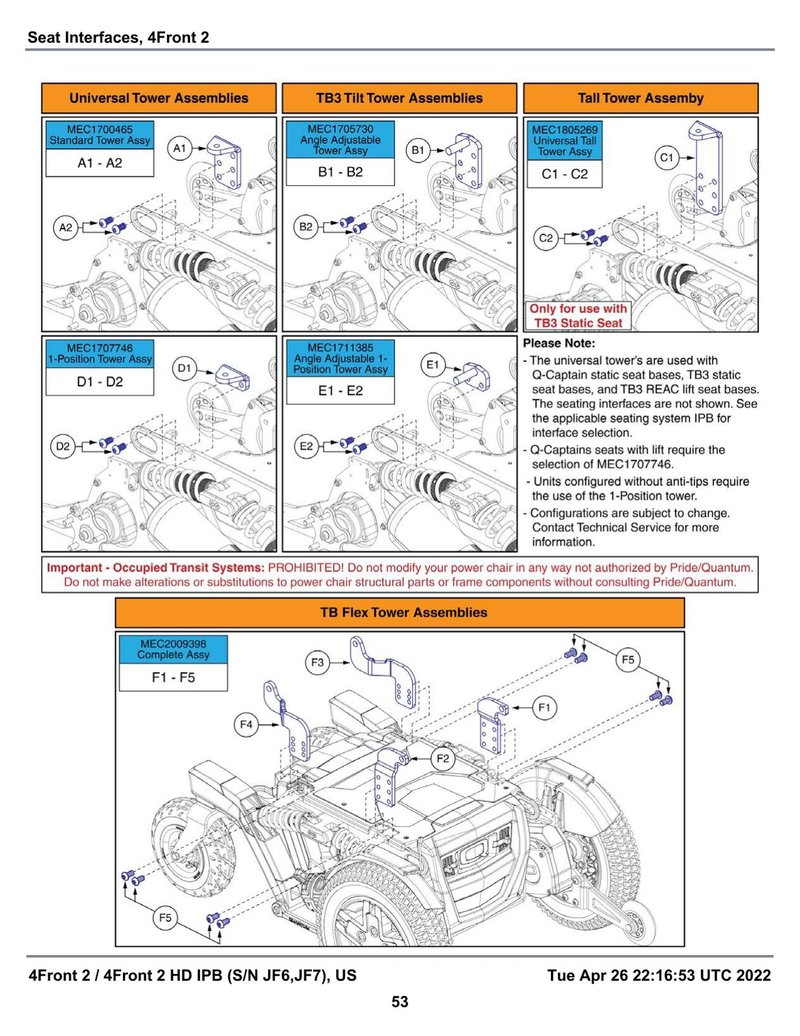 Seat Interfaces, 4Front 2
Universal Tower Assemblies
TB3 Tilt Tower Assemblies
Tall Tower Assemby
MEC1700465
Standard Tower Assy
A1 - A2
A1
A2
MEC1705730
Angle Adjustable
Tower Assy
B1 - B2
B1
B2
MEC1805269
Universal Tall
Tower Assy
C1 - C2
C1
C2
Only for use with
TB3 Static Seat
MEC1707746
1-Position Tower Assy
D1 - D2
D1
D2
MEC1711385
Angle Adjustable 1-
Position Tower Assy
E1 - E2
E1
E2
Please Note:
- The universal tower's are used with
Q-Captain static seat bases, TB3 static
seat bases, and TB3 REAC lift seat bases.
The seating interfaces are not shown. See
the applicable seating system IPB for
interface selection.
- Q-Captains seats with lift require the
selection of MEC1707746.
- Units configured without anti-tips require
the use of the 1-Position tower.
- Configurations are subject to change.
Contact Technical Service for more
information.
Important - Occupied Transit Systems: PROHIBITED! Do not modify your power chair in any way not authorized by Pride/Quantum.
Do not make alterations or substitutions to power chair structural parts or frame components without consulting Pride/Quantum.
TB Flex Tower Assemblies
MEC2009398
Complete Assy
F1 - F5
F3
F5
F4
F1
F2
F5
4Front 2 / 4Front 2 HD IPB (S/N JF6,JF7), US
Tue Apr 26 22:16:53 UTC 2022
53